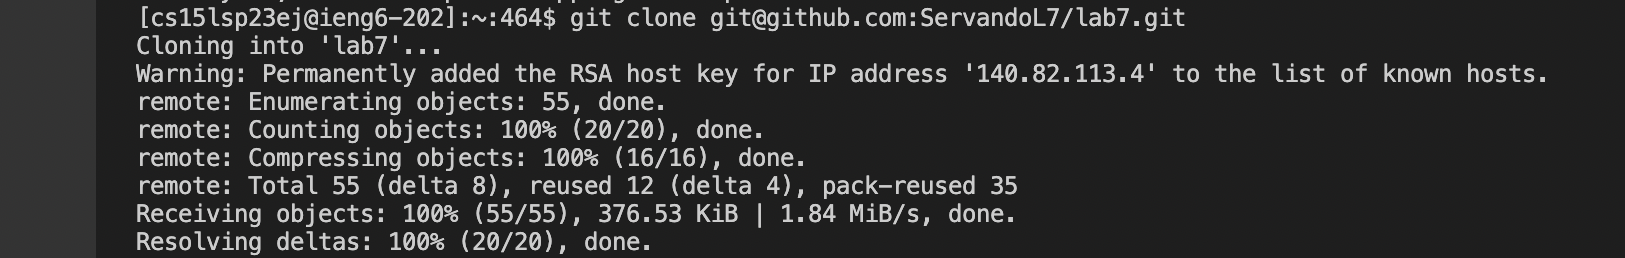 [cs15lsp23ej@ieng6-202]:~:464$ git clone git@github.com:ServandoL7/lab7.git
Cloning into 'lab7'...
Warning: Permanently added the RSA host key for IP address '140.82.113.4' to the list of known hosts.
remote: Enumerating objects: 55, done.
remote: Counting objects: 100% (20/20), done.
remote: Compressing objects: 100% (16/16), done.
remote: Total 55 (delta 8), reused 12 (delta 4), pack-reused 35
Receiving objects: 100% (55/55), 376.53 KiB | 1.84 MiB/s, done.
Resolving deltas: 100% (20/20), done.